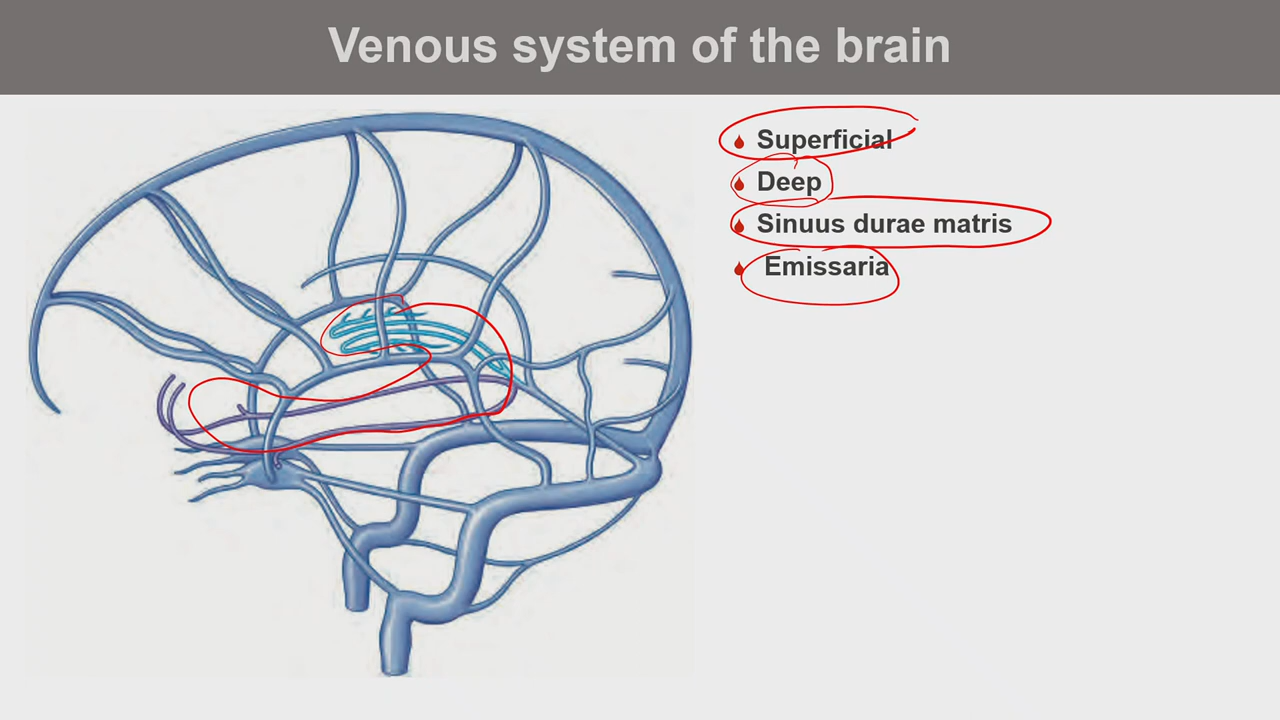 Venous system of the brain
Superficial
Deep
Sinuus durae matris
Emissaria